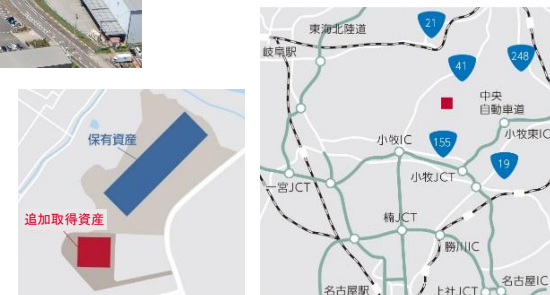 保有資産
追加取得資産
東海北陸道
21
岐阜駅
248
41
中央
自動車道
小牧IC
155
小牧東IC
19
小牧JCT
一宮JCT
楠JCT
勝川IC
名古屋IC
名古屋駅
上社JCT